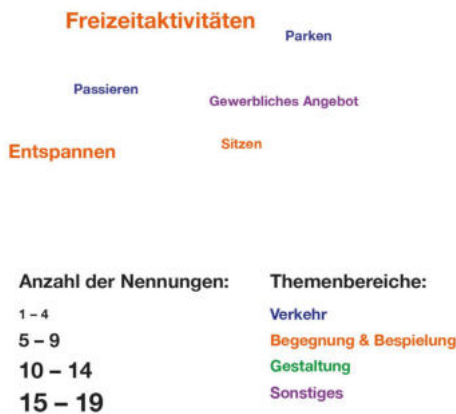 Freizeitaktivitäten
Parken
Passieren
Gewerbliches Angebot
Sitzen
Entspannen
Anzahl der Nennungen:
1 – 4
5 – 9
10 – 14
15 – 19
Themenbereiche:
Verkehr
Begegnung & Bespielung
Gestaltung
Sonstiges